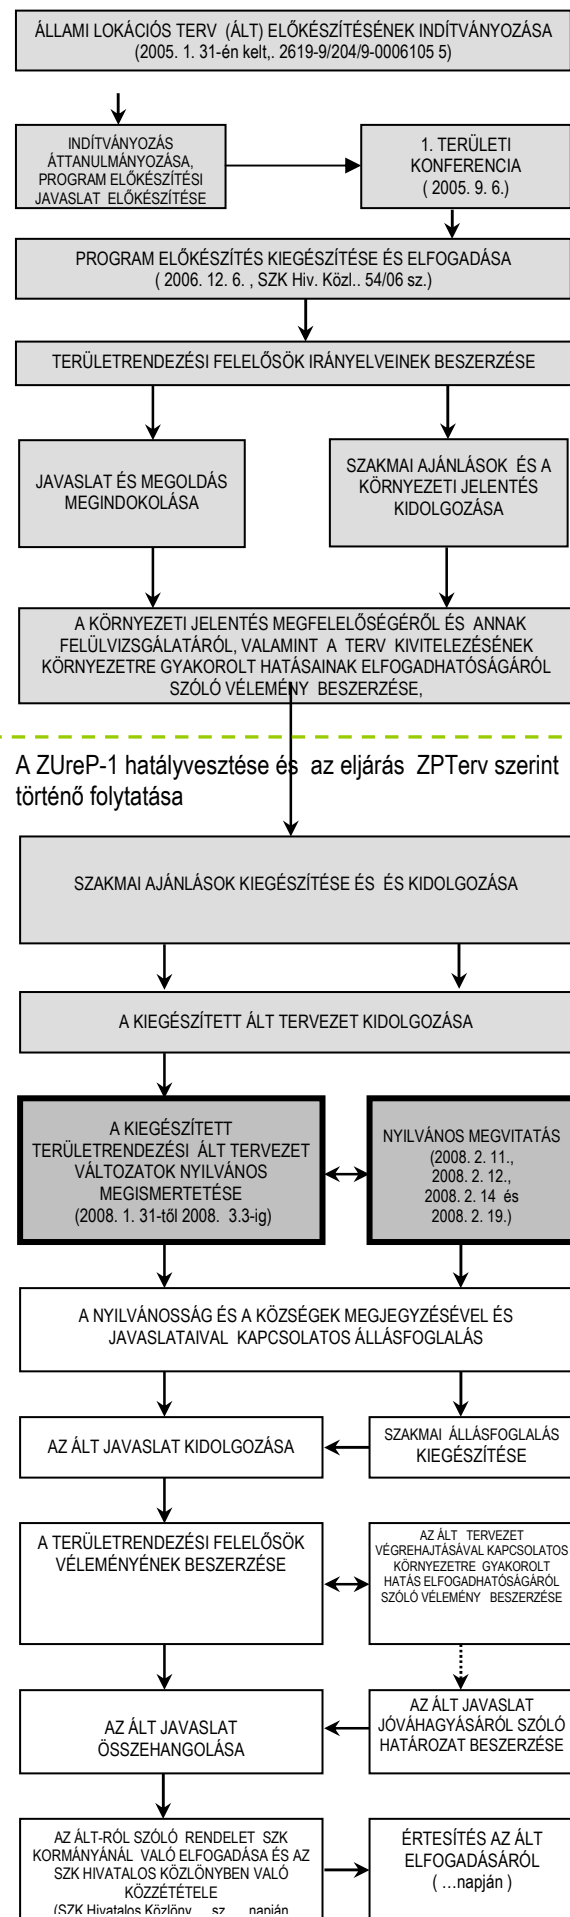 ÁLLAMI LOKÁCIÓS TERV (ÁLT) ELŐKÉSZÍTÉSÉNEK INDÍTVÁNYOZÁSA
(2005. 1. 31-én kelt,. 2619-9/204/9-0006105 5)
INDÍTVÁNYOZÁS
ÁTTANULMÁNYOZÁSA,
PROGRAM ELŐKÉSZÍTÉSI
JAVASLAT ELŐKÉSZÍTÉSE
1. TERÜLETI
KONFERENCIA
( 2005. 9. 6.)
PROGRAM ELŐKÉSZÍTÉS KIEGÉSZÍTÉSE ÉS ELFOGADÁSA
( 2006. 12. 6. , SZK Hiv. Közl.. 54/06 sz.)
TERÜLETRENDEZÉSI FELELŐSÖK IRÁNYELVEINEK BESZERZÉSE
JAVASLAT ÉS MEGOLDÁS
MEGINDOKOLÁSA
SZAKMAI AJÁNLÁSOK ÉS A
KÖRNYEZETI JELENTÉS
KIDOLGOZÁSA
A KÖRNYEZETI JELENTÉS MEGFELELŐSÉGÉRŐL ÉS ANNAK
FELÜLVIZSGÁLATÁRÓL, VALAMINT A TERV KIVITELEZÉSÉNEK
KÖRNYEZETRE GYAKOROLT HATÁSAINAK ELFOGADHATÓSÁGÁRÓL
SZÓLÓ VÉLEMÉNY BESZERZÉSE,
A ZUreP-1 hatályvesztése és az eljárás ZPTerv szerint
történő folytatása
SZAKMAI AJÁNLÁSOK KIEGÉSZÍTÉSE ÉS ÉS KIDOLGOZÁSA
A KIEGÉSZÍTETT ÁLT TERVEZET KIDOLGOZÁSA
A KIEGÉSZÍTETT
TERÜLETRENDEZÉSI ÁLT TERVEZET
VÁLTOZATOK NYILVÁNOS
MEGISMERTETÉSE
(2008. 1. 31-től 2008. 3.3-ig)
NYILVÁNOS MEGVITATÁS
(2008. 2. 11.,
2008. 2. 12.,
2008. 2. 14 és
2008. 2. 19.)
A NYILVÁNOSSÁG ÉS A KÖZSÉGEK MEGJEGYZÉSÉVEL ÉS
JAVASLATAIVAL KAPCSOLATOS ÁLLÁSFOGLALÁS
AZ ÁLT JAVASLAT KIDOLGOZÁSA
SZAKMAI ÁLLÁSFOGLALÁS
KIEGÉSZÍTÉSE
A TERÜLETRENDEZÉSI FELELŐSÖK
VÉLEMÉNYÉNEK BESZERZÉSE
AZ ÁLT TERVEZET
VÉGREHAJTÁSÁVAL KAPCSOLATOS
KÖRNYEZETRE GYAKOROLT
HATÁS ELFOGADHATÓSÁGÁRÓL
SZÓLÓ VÉLEMÉNY BESZERZÉSE
AZ ÁLT JAVASLAT
ÖSSZEHANGOLÁSA
AZ ÁLT JAVASLAT
JÓVÁHAGYÁSÁRÓL SZÓLÓ
HATÁROZAT BESZERZÉSE
AZ ÁLT-RÓL SZÓLÓ RENDELET SZK
KORMÁNYÁNÁL VALÓ ELFOGADÁSA ÉS AZ
SZK HIVATALOS KÖZLÖNYBEN VALÓ
KÖZZÉTÉTELE
(SZK Hivatalos Közlöny sz napján
ÉRTESÍTÉS AZ ÁLT
ELFOGADÁSÁRÓL
( …napján )